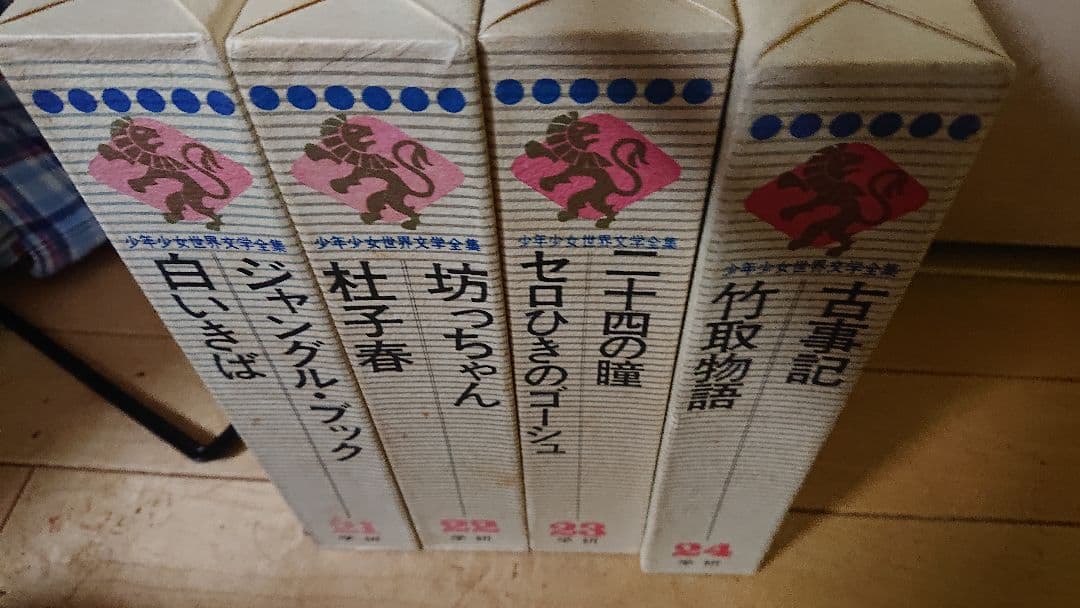 少年少女世界文学全集
ジャングル・ブック
白いきば
21
学研
少年少女世界文学全集
坊っちゃん
杜子春
22
学研
少年少女世界文学全集
二十四の瞳
セロひきのゴーシュ
23
学研
少年少女世界文学全集
古事記
竹取物語
24
学研